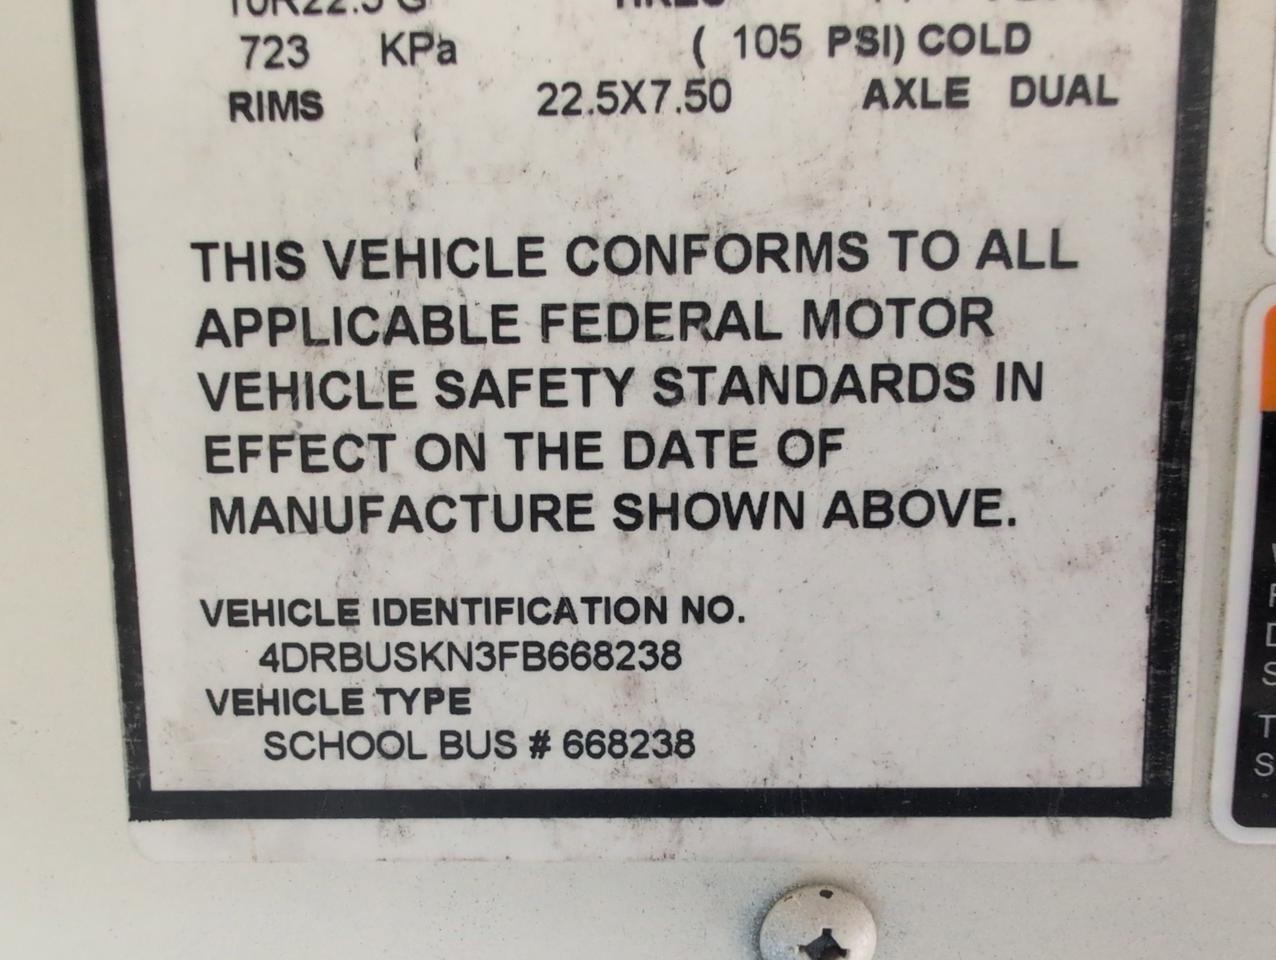 10R22.5 G
723 KPa ( 105 PSI) COLD
RIMS 22.5X7.50 AXLE DUAL
THIS VEHICLE CONFORMS TO ALL
APPLICABLE FEDERAL MOTOR
VEHICLE SAFETY STANDARDS IN
EFFECT ON THE DATE OF
MANUFACTURE SHOWN ABOVE.
VEHICLE IDENTIFICATION NO.
4DRBUSKN3FB668238
VEHICLE TYPE
SCHOOL BUS # 668238